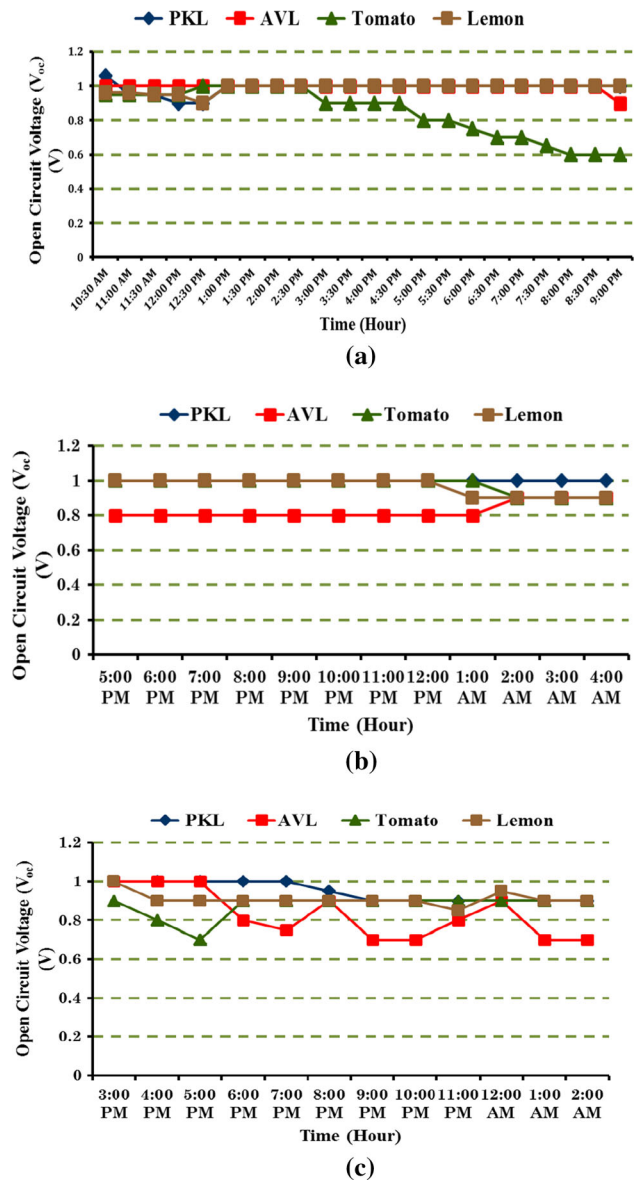 PKL AVL Tomato Lemon
Open Circuit Voltage (Voc)
(V)
1.2
1
0.8
0.6
0.4
0.2
0
10:30 AM
11:00 AM
11:30 AM
12:00 PM
12:30 PM
1:00 PM
1:30 PM
2:00 PM
2:30 PM
3:00 PM
3:30 PM
4:00 PM
4:30 PM
5:00 PM
5:30 PM
6:00 PM
6:30 PM
7:00 PM
7:30 PM
8:00 PM
8:30 PM
9:00 PM
Time (Hour)
(a)
PKL AVL Tomato Lemon
Open Circuit Voltage (Voc)
(V)
1.2
1
0.8
0.6
0.4
0.2
0
5:00 6:00 7:00 8:00 9:00 10:00 11:00 12:00 1:00 2:00 3:00 4:00
PM PM PM PM PM PM PM PM AM AM AM AM
Time (Hour)
(b)
PKL AVL Tomato Lemon
Open Circuit Voltage (Voc)
(V)
1.2
1
0.8
0.6
0.4
0.2
0
3:00 4:00 5:00 6:00 7:00 8:00 9:00 10:00 11:00 12:00 1:00 2:00
PM PM PM PM PM PM PM PM PM AM AM AM
Time (Hour)
(c)